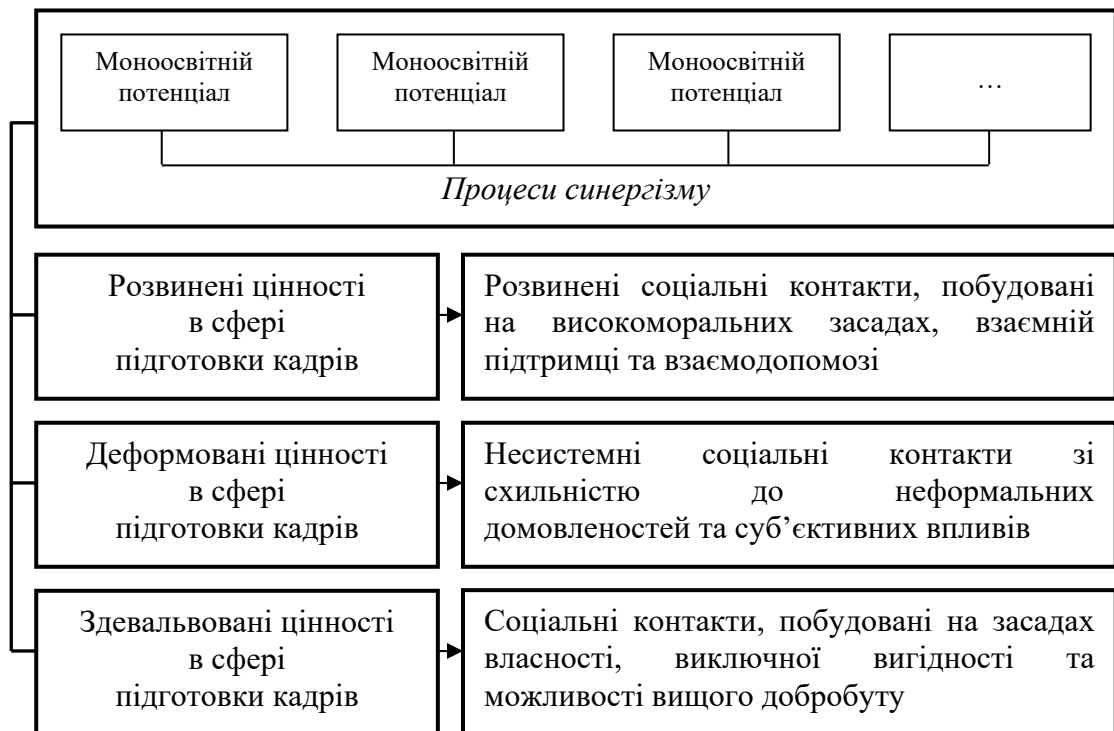 Моноосвітній
потенціал
Моноосвітній
потенціал
Моноосвітній
потенціал
…
Процеси синергізму
Розвинені цінності
в сфері
підготовки кадрів
Розвинені соціальні контакти, побудовані
на високоморальних засадах, взаємній
підтримці та взаємодопомозі
Деформовані цінності
в сфері
підготовки кадрів
Несистемні соціальні контакти зі
схильністю до неформальних
домовленостей та суб’єктивних впливів
Здевальвовані цінності
в сфері
підготовки кадрів
Соціальні контакти, побудовані на засадах
власності, виключної вигідності та
можливості вищого добробуту